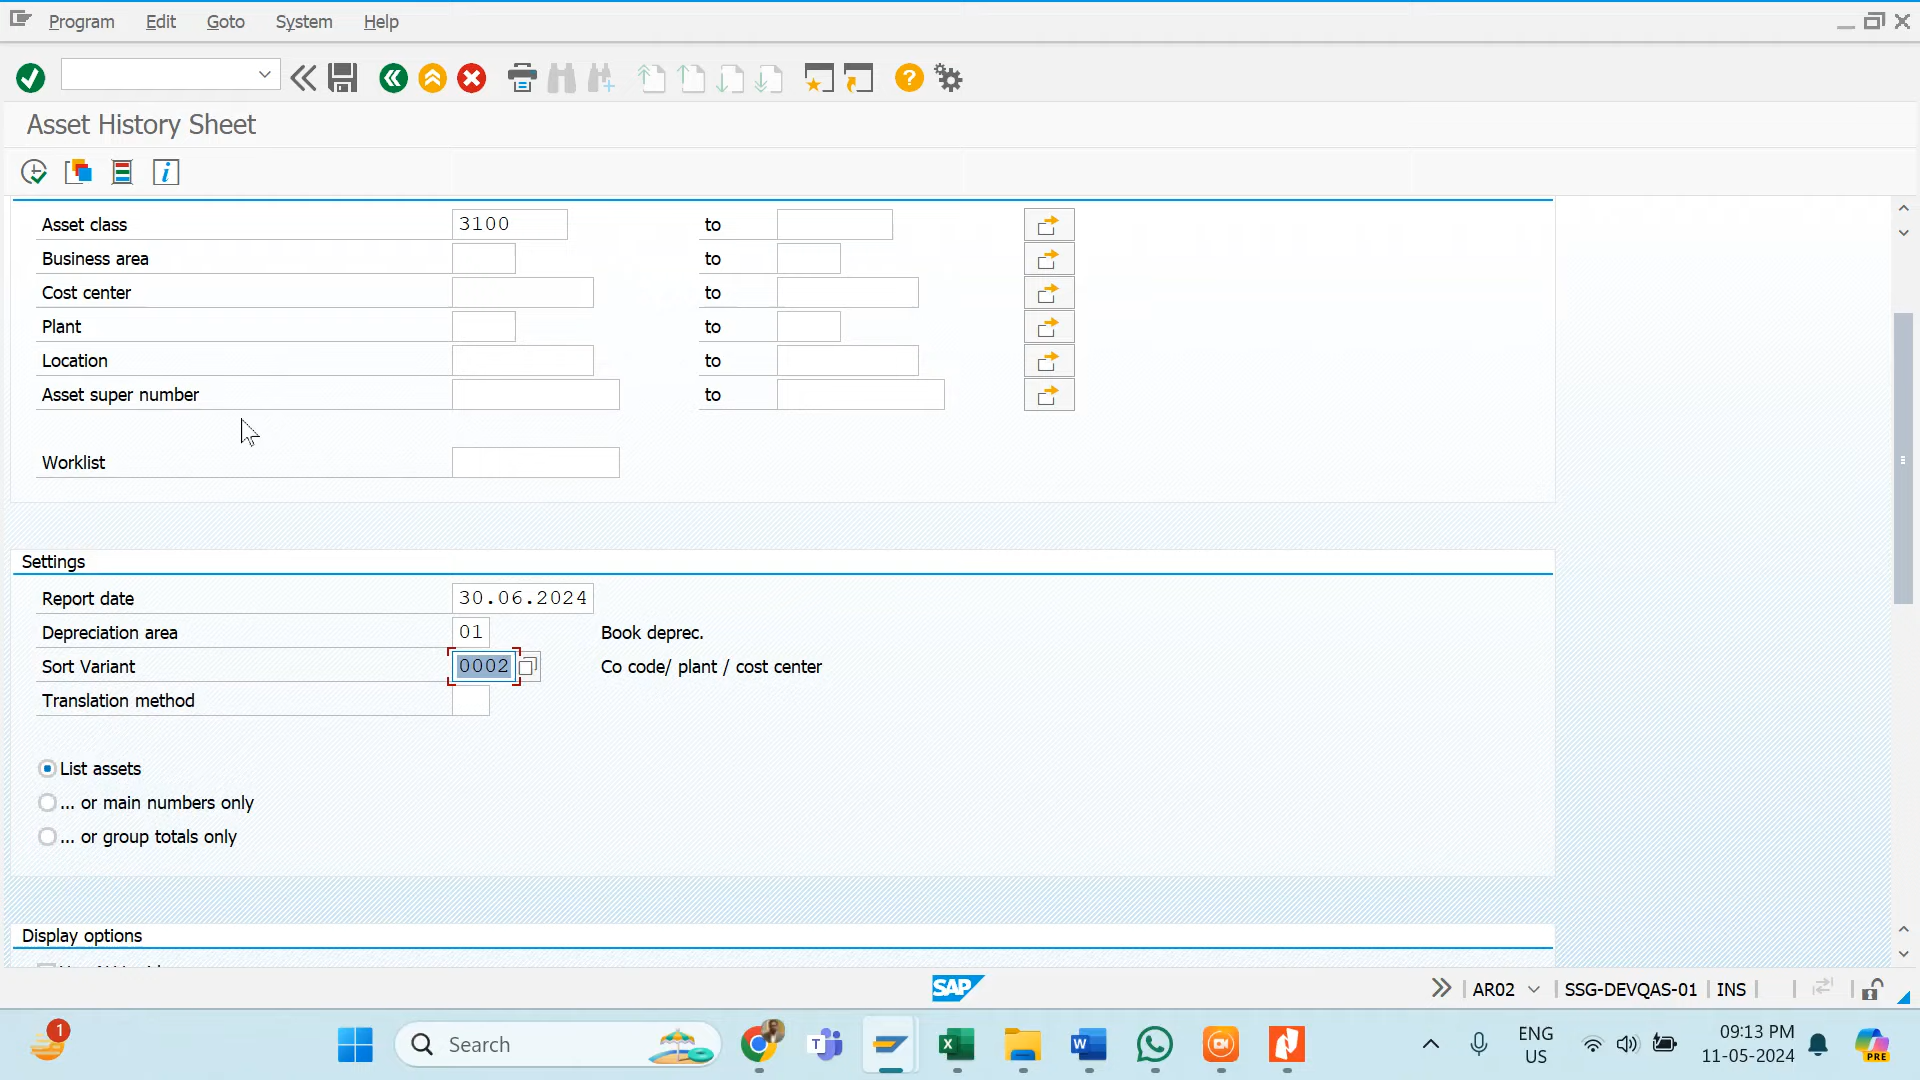 Program Edit Goto System Help
Asset History Sheet
Asset class 3100 to
Business area to
Cost center to
Plant to
Location to
Asset super number to
Worklist
Settings
Report date 30.06.2024
Depreciation area 01 Book deprec.
Sort Variant 0002 Co code/ plant / cost center
Translation method
List assets
... or main numbers only
... or group totals only
Display options
SAP AR02 SSG-DEVQAS-01 INS
1 Search ENG US 09:13 PM 11-05-2024 PRE